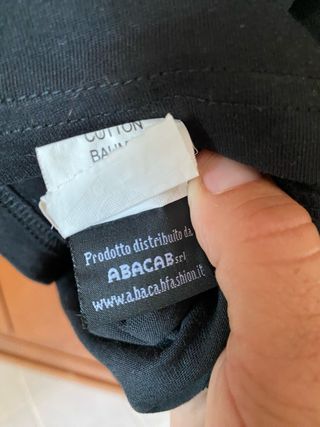 COTTON
Prodotto distribuito da
ABACAB srl
www.abacabfashion.it